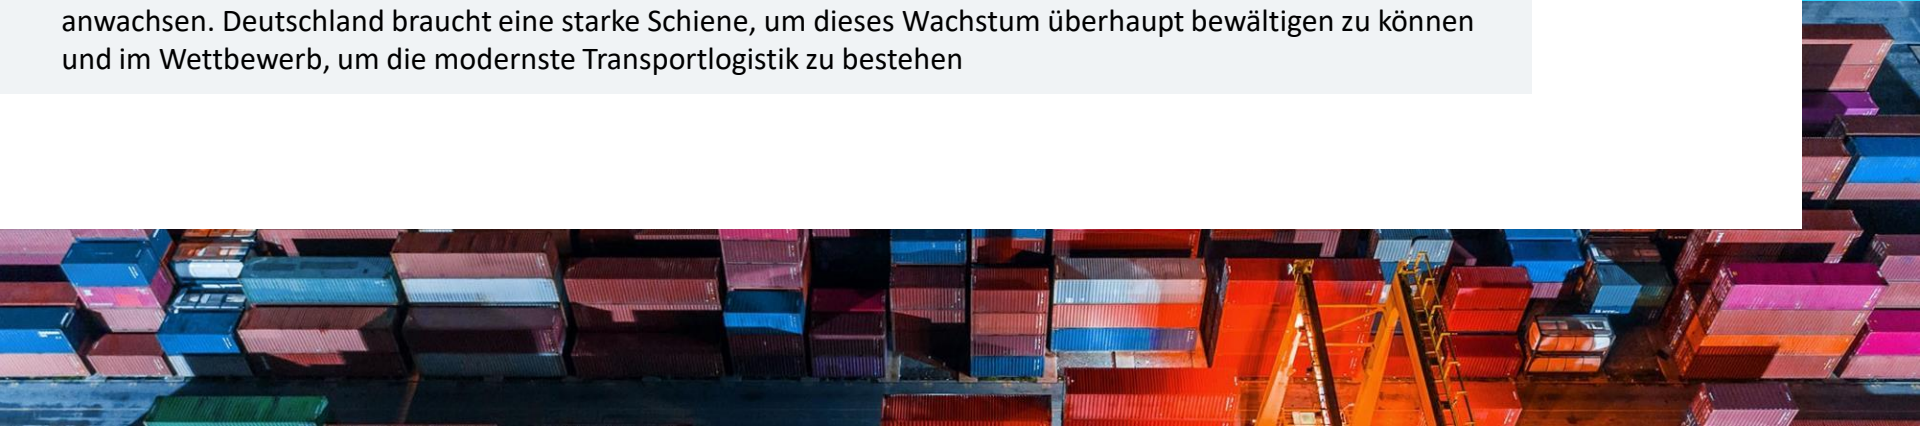 anwachsen. Deutschland braucht eine starke Schiene, um dieses Wachstum überhaupt bewältigen zu können
und im Wettbewerb, um die modernste Transportlogistik zu bestehen